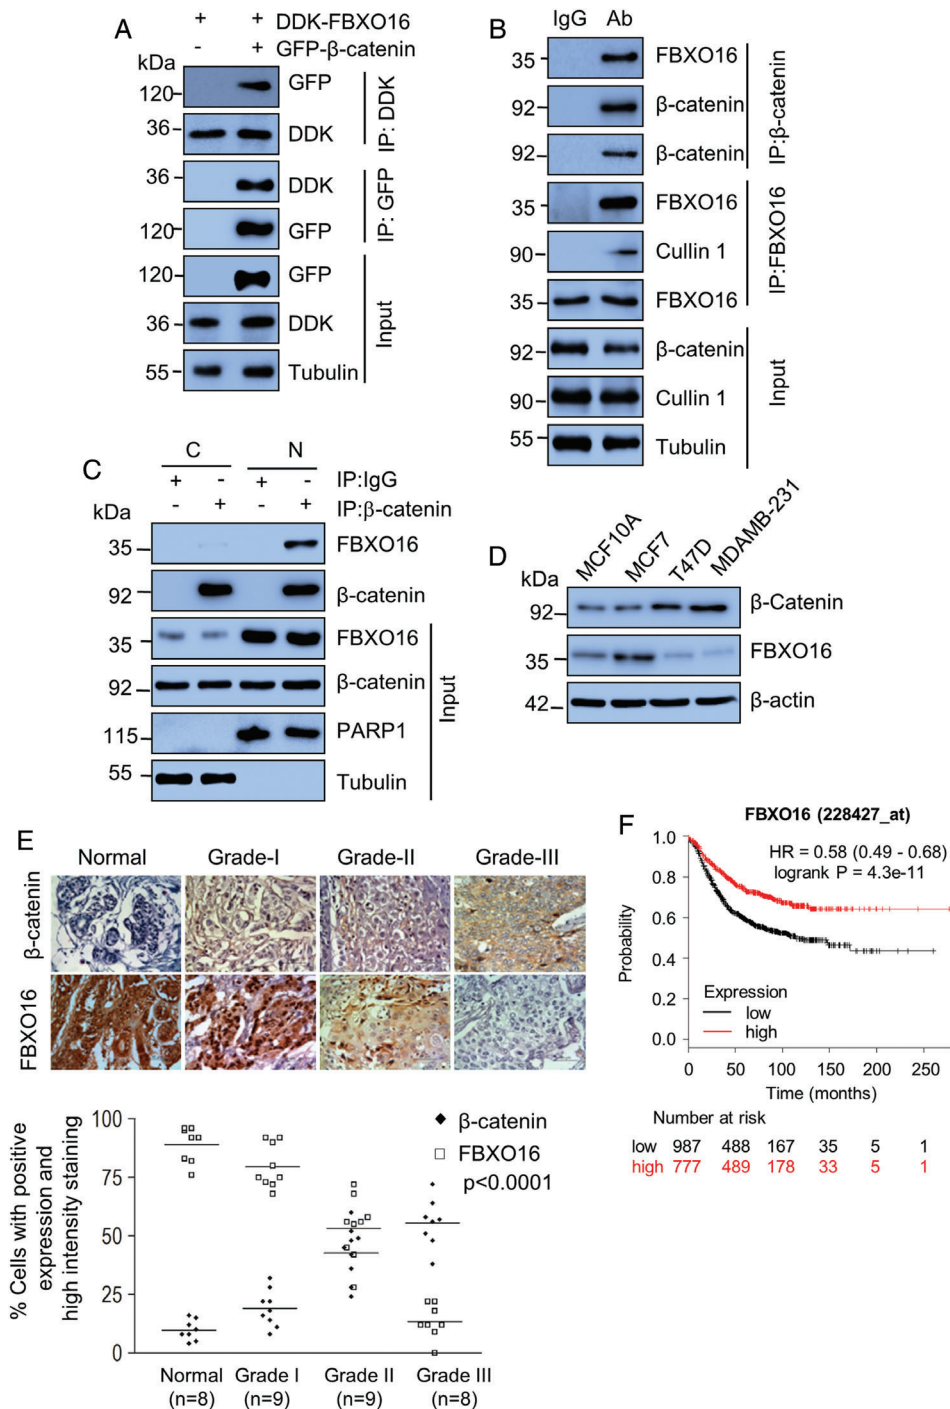 A
+ + DDK-FBXO16
- + GFP-β-catenin
kDa
120 GFP
36 DDK
IP: DDK
36 DDK
120 GFP
IP: GFP
120 GFP
36 DDK
55 Tubulin
Input
B
IgG Ab
35 FBXO16
92 β-catenin
92 β-catenin
IP:β-catenin
35 FBXO16
90 Cullin 1
35 FBXO16
IP:FBXO16
92 β-catenin
90 Cullin 1
55 Tubulin
Input
C
C N
+ - + - IP:IgG
- + - + IP:β-catenin
kDa
35 FBXO16
92 β-catenin
35 FBXO16
92 β-catenin
115 PARP1
55 Tubulin
Input
D
MCF10A MCF7 T47D MDAMB-231
kDa
92 β-Catenin
35 FBXO16
42 β-actin
E
Normal Grade-I Grade-II Grade-III
β-catenin
FBXO16
% Cells with positive
expression and
high intensity staining
100
75
50
25
0
β-catenin
FBXO16
p<0.0001
Normal Grade I Grade II Grade III
(n=8) (n=9) (n=9) (n=8)
F
FBXO16 (228427_at)
HR = 0.58 (0.49 - 0.68)
logrank P = 4.3e-11
Probability
1.0
0.8
0.6
0.4
0.2
0.0
Expression
low
high
0 50 100 150 200 250
Time (months)
Number at risk
low 987 488 167 35 5 1
high 777 489 178 33 5 1